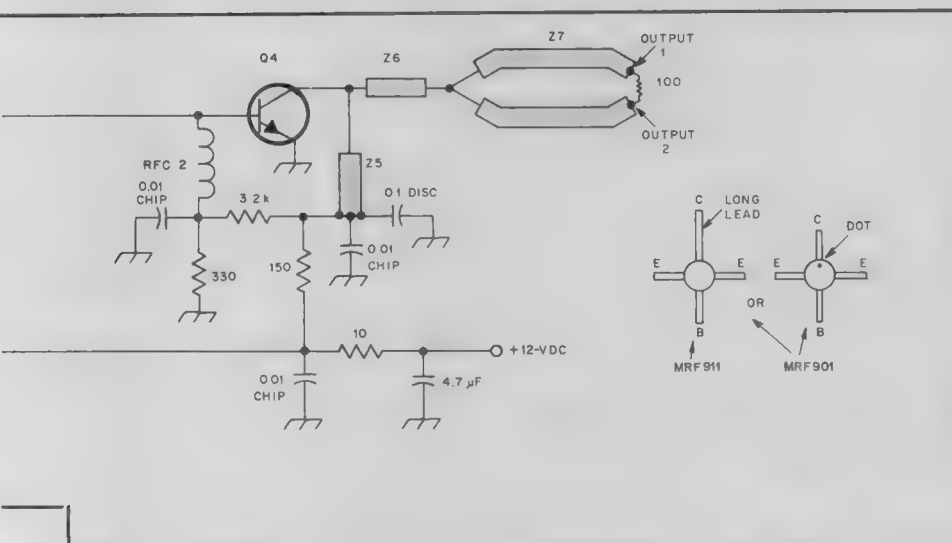 Q4
Z6
Z7
OUTPUT
1
100
OUTPUT
2
RFC 2
Z5
0.01
CHIP
3.2k
0.1 DISC
0.01
CHIP
330
150
10
+12-VDC
0.01
CHIP
4.7 µF
C
LONG
LEAD
C
DOT
E
E
E
E
OR
B
B
MRF911
MRF901